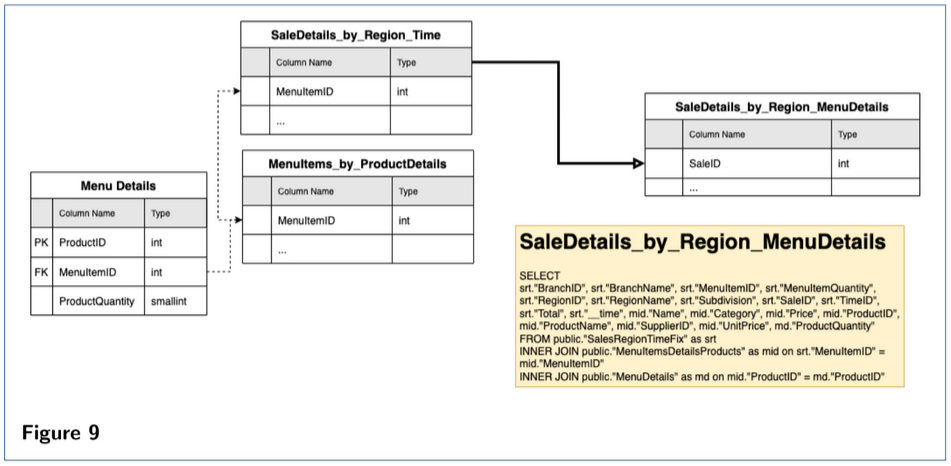 SaleDetails_by_Region_Time
Column Name Type
MenuItemID int
...
SaleDetails_by_Region_MenuDetails
Column Name Type
SaleID int
...
MenuItems_by_ProductDetails
Column Name Type
MenuItemID int
...
Menu Details
Column Name Type
PK ProductID int
FK MenuItemID int
ProductQuantity smallint
SaleDetails_by_Region_MenuDetails
SELECT
srt."BranchID", srt."BranchName", srt."MenuItemID", srt."MenuItemQuantity",
srt."RegionID", srt."RegionName", srt."Subdivision", srt."SaleID", srt."TimeID",
srt."Total", srt."__time", mid."Name", mid."Category", mid."Price", mid."ProductID",
mid."ProductName", mid."SupplierID", mid."UnitPrice", md."ProductQuantity"
FROM public."SalesRegionTimeFix" as srt
INNER JOIN public."MenuItemsDetailsProducts" as mid on srt."MenuItemID" =
mid."MenuItemID"
INNER JOIN public."MenuDetails" as md on mid."ProductID" = md."ProductID"
Figure 9